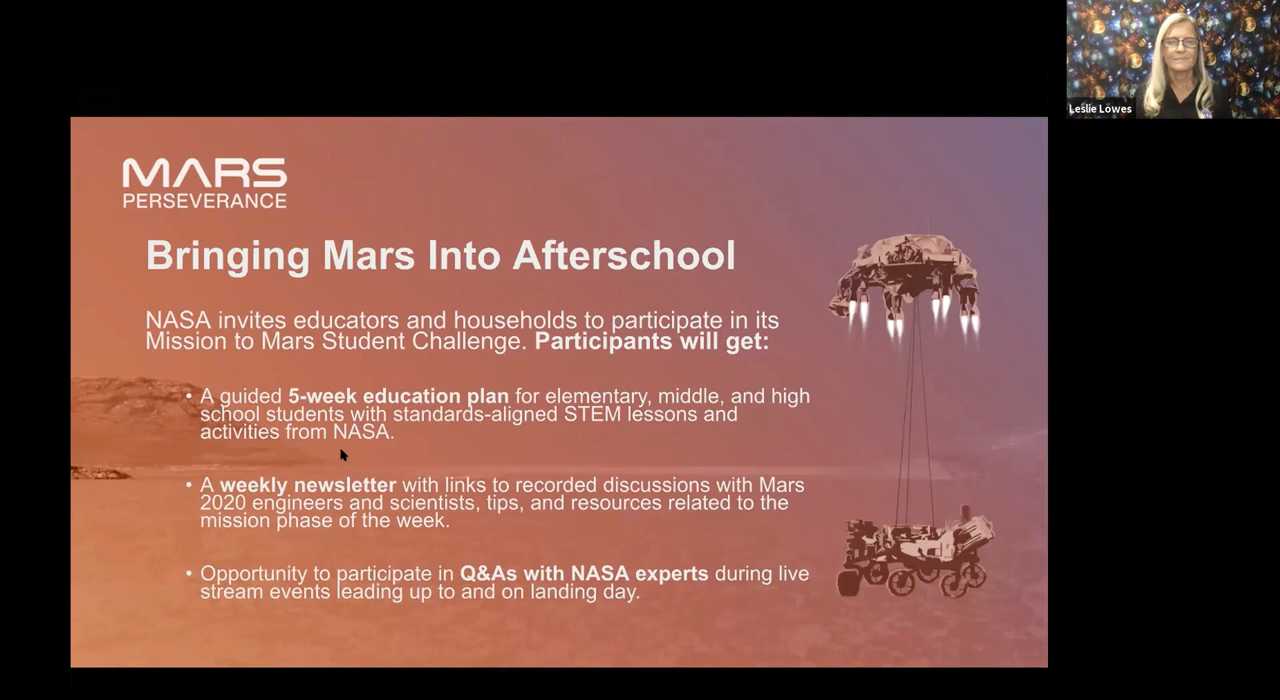 Leslie Lowes
MARS
PERSEVERANCE
Bringing Mars Into Afterschool
NASA invites educators and households to participate in its
Mission to Mars Student Challenge. Participants will get:
• A guided 5-week education plan for elementary, middle, and high
school students with standards-aligned STEM lessons and
activities from NASA.
• A weekly newsletter with links to recorded discussions with Mars
2020 engineers and scientists, tips, and resources related to the
mission phase of the week.
• Opportunity to participate in Q&As with NASA experts during live
stream events leading up to and on landing day.